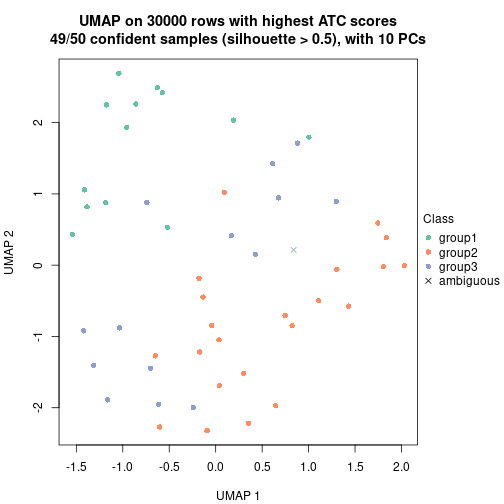 UMAP on 30000 rows with highest ATC scores
49/50 confident samples (silhouette > 0.5), with 10 PCs
2
1
0
-1
-2
UMAP 2
-1.5 -1.0 -0.5 0.0 0.5 1.0 1.5 2.0
UMAP 1
Class
group1
group2
group3
ambiguous